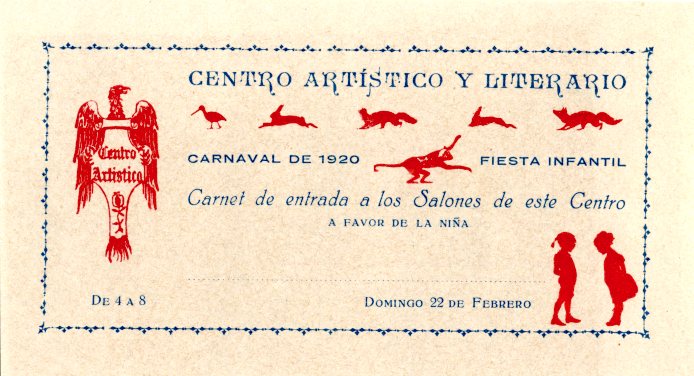 CENTRO ARTÍSTICO Y LITERARIO
Centro
Artístico
CARNAVAL DE 1920
FIESTA INFANTIL
Carnet de entrada a los Salones de este Centro
A FAVOR DE LA NIÑA
DE 4 A 8
DOMINGO 22 DE FEBRERO